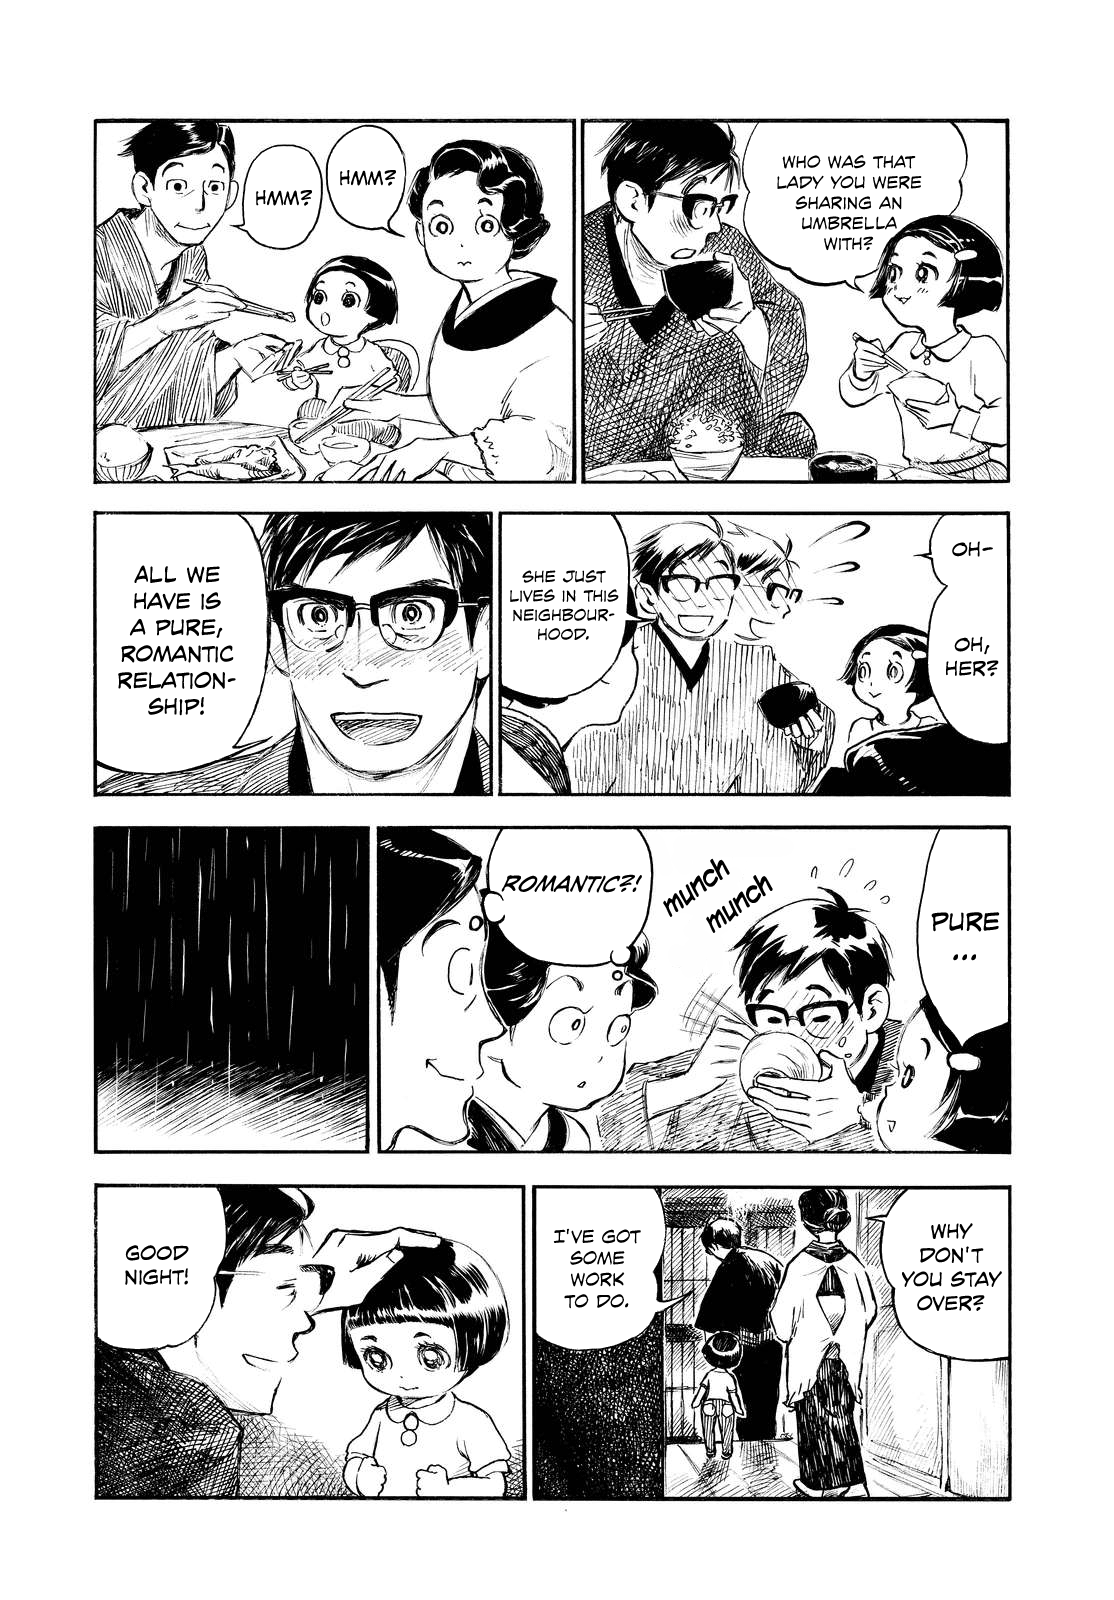 WHO WAS THAT
LADY YOU WERE
SHARING AN
UMBRELLA
WITH?
HMM?
HMM?
OH-
OH,
HER?
SHE JUST
LIVES IN THIS
NEIGHBOUR-
HOOD.
ALL WE
HAVE IS
A PURE,
ROMANTIC
RELATION-
SHIP!
PURE
...
munch
munch
ROMANTIC?!
WHY
DON'T
YOU STAY
OVER?
I'VE GOT
SOME
WORK
TO DO.
GOOD
NIGHT!